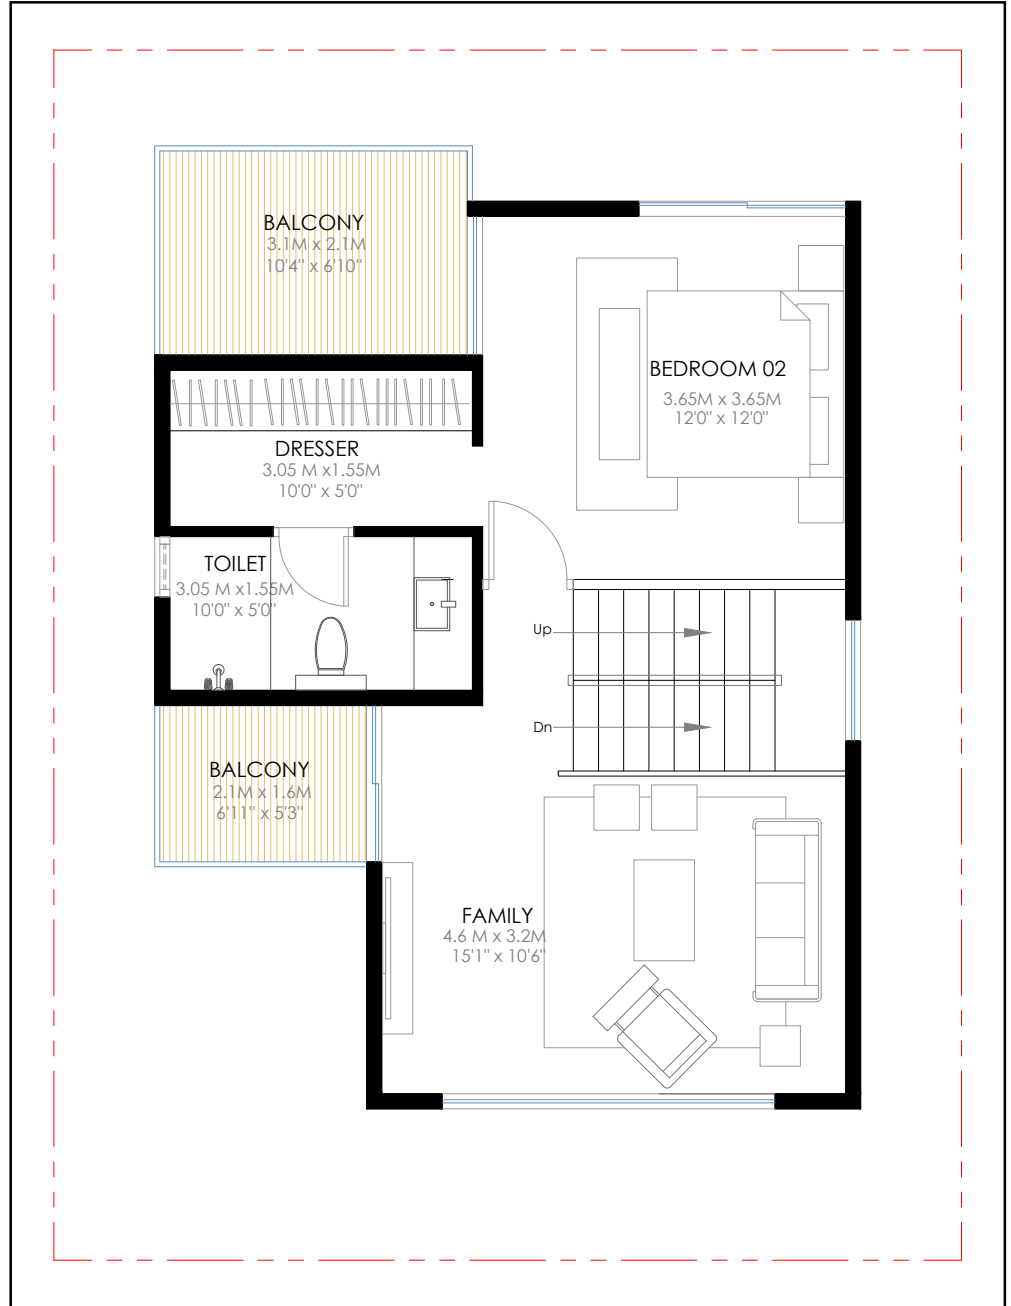 BALCONY
3.1M x 2.1M
10'4" x 6'10"
BEDROOM 02
3.65M x 3.65M
12'0" x 12'0"
DRESSER
3.05 M x1.55M
10'0" x 5'0"
TOILET
3.05 M x1.55M
10'0" x 5'0"
Up
Dn
BALCONY
2.1M x 1.6M
6'11" x 5'3"
FAMILY
4.6 M x 3.2M
15'1" x 10'6"